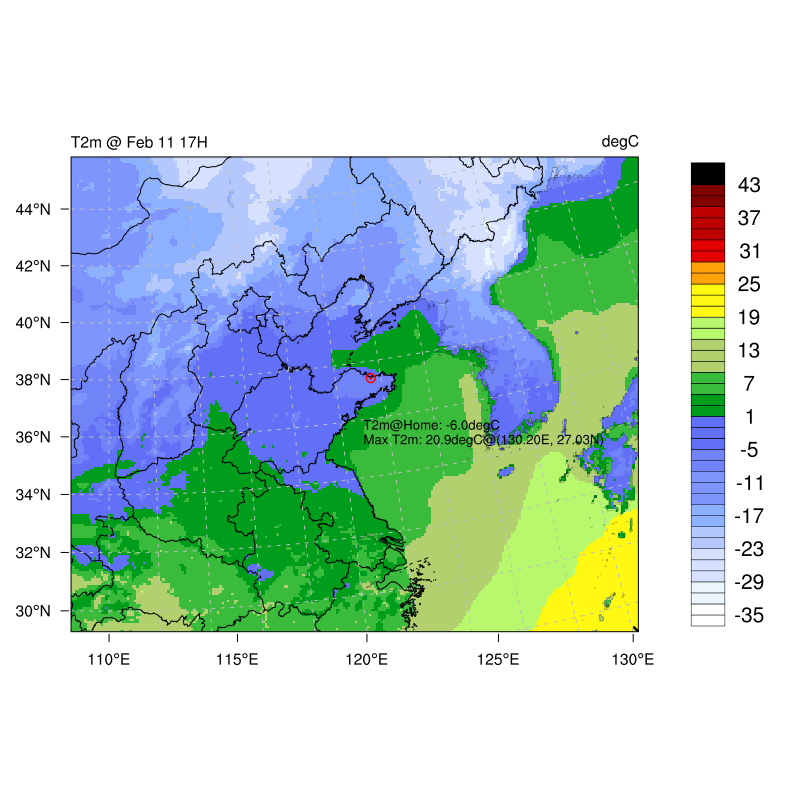 T2m @ Feb 11 17H
degC
44°N
42°N
40°N
38°N
36°N
34°N
32°N
30°N
110°E
115°E
120°E
125°E
130°E
T2m@Home: -6.0degC
Max T2m: 20.9degC@(130.20E, 27.03N)
43
37
31
25
19
13
7
1
-5
-11
-17
-23
-29
-35